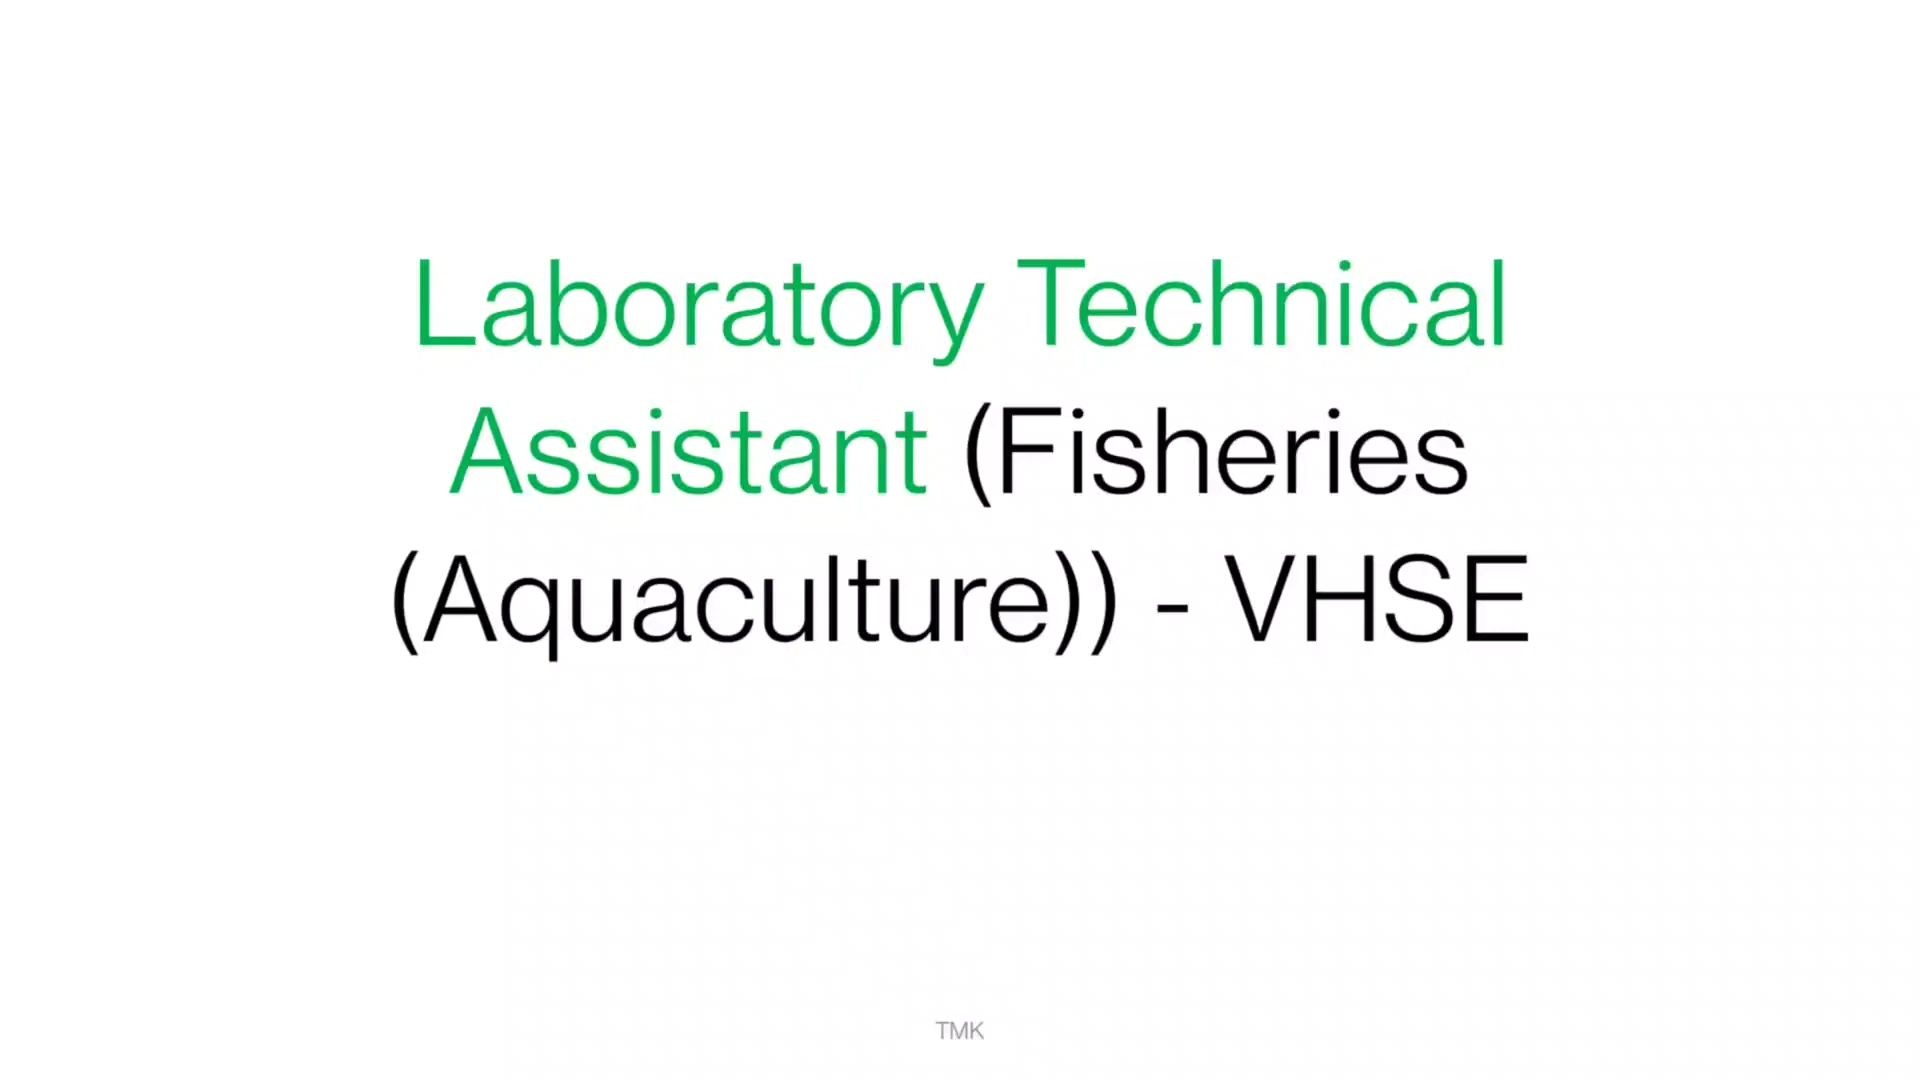 Laboratory Technical
Assistant (Fisheries
(Aquaculture)) - VHSE
TMK